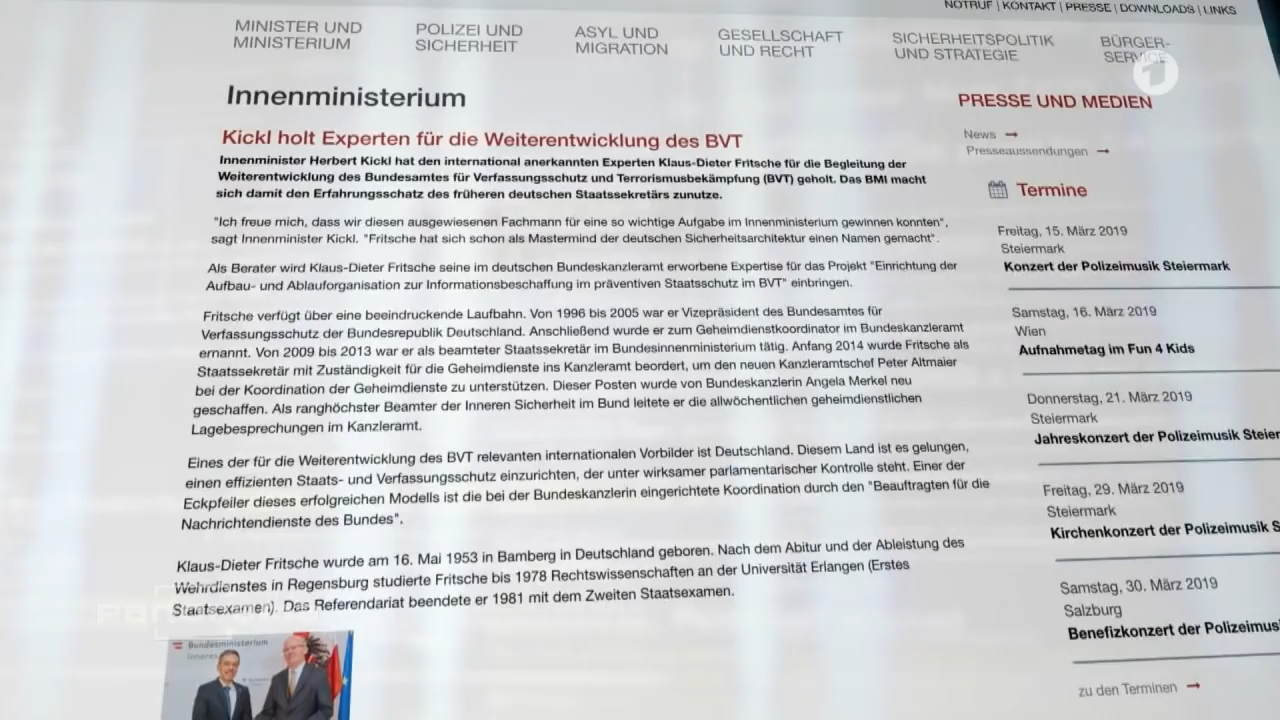 NOTRUF | KONTAKT | PRESSE | DOWNLOADS | LINKS
MINISTER UND
MINISTERIUM
POLIZEI UND
SICHERHEIT
ASYL UND
MIGRATION
GESELLSCHAFT
UND RECHT
SICHERHEITSPOLITIK
UND STRATEGIE
BÜRGER-
SERVICE
1
Innenministerium
Kickl holt Experten für die Weiterentwicklung des BVT
Innenminister Herbert Kickl hat den international anerkannten Experten Klaus-Dieter Fritsche für die Begleitung der
Weiterentwicklung des Bundesamtes für Verfassungsschutz und Terrorismusbekämpfung (BVT) geholt. Das BMI macht
sich damit den Erfahrungsschatz des früheren deutschen Staatssekretärs zunutze.
"Ich freue mich, dass wir diesen ausgewiesenen Fachmann für eine so wichtige Aufgabe im Innenministerium gewinnen konnten",
sagt Innenminister Kickl. "Fritsche hat sich schon als Mastermind der deutschen Sicherheitsarchitektur einen Namen gemacht".
Als Berater wird Klaus-Dieter Fritsche seine im deutschen Bundeskanzleramt erworbene Expertise für das Projekt "Einrichtung der
Aufbau- und Ablauforganisation zur Informationsbeschaffung im präventiven Staatsschutz im BVT" einbringen.
Fritsche verfügt über eine beeindruckende Laufbahn. Von 1996 bis 2005 war er Vizepräsident des Bundesamtes für
Verfassungsschutz der Bundesrepublik Deutschland. Anschließend wurde er zum Geheimdienstkoordinator im Bundeskanzleramt
ernannt. Von 2009 bis 2013 war er als beamteter Staatssekretär im Bundesinnenministerium tätig. Anfang 2014 wurde Fritsche als
Staatssekretär mit Zuständigkeit für die Geheimdienste ins Kanzleramt beordert, um den neuen Kanzleramtschef Peter Altmaier
bei der Koordination der Geheimdienste zu unterstützen. Dieser Posten wurde von Bundeskanzlerin Angela Merkel neu
geschaffen. Als ranghöchster Beamter der Inneren Sicherheit im Bund leitete er die allwöchentlichen geheimdienstlichen
Lagebesprechungen im Kanzleramt.
Eines der für die Weiterentwicklung des BVT relevanten internationalen Vorbilder ist Deutschland. Diesem Land ist es gelungen,
einen effizienten Staats- und Verfassungsschutz einzurichten, der unter wirksamer parlamentarischer Kontrolle steht. Einer der
Eckpfeiler dieses erfolgreichen Modells ist die bei der Bundeskanzlerin eingerichtete Koordination durch den "Beauftragten für die
Nachrichtendienste des Bundes".
Klaus-Dieter Fritsche wurde am 16. Mai 1953 in Bamberg in Deutschland geboren. Nach dem Abitur und der Ableistung des
Wehrdienstes in Regensburg studierte Fritsche bis 1978 Rechtswissenschaften an der Universität Erlangen (Erstes
Staatsexamen). Das Referendariat beendete er 1981 mit dem Zweiten Staatsexamen.
Bundesministerium
Inneres
PRESSE UND MEDIEN
News →
Presseaussendungen →
Termine
Freitag, 15. März 2019
Steiermark
Konzert der Polizeimusik Steiermark
Samstag, 16. März 2019
Wien
Aufnahmetag im Fun 4 Kids
Donnerstag, 21. März 2019
Steiermark
Jahreskonzert der Polizeimusik Steier
Freitag, 29. März 2019
Steiermark
Kirchenkonzert der Polizeimusik S
Samstag, 30. März 2019
Salzburg
Benefizkonzert der Polizeimus
zu den Terminen →